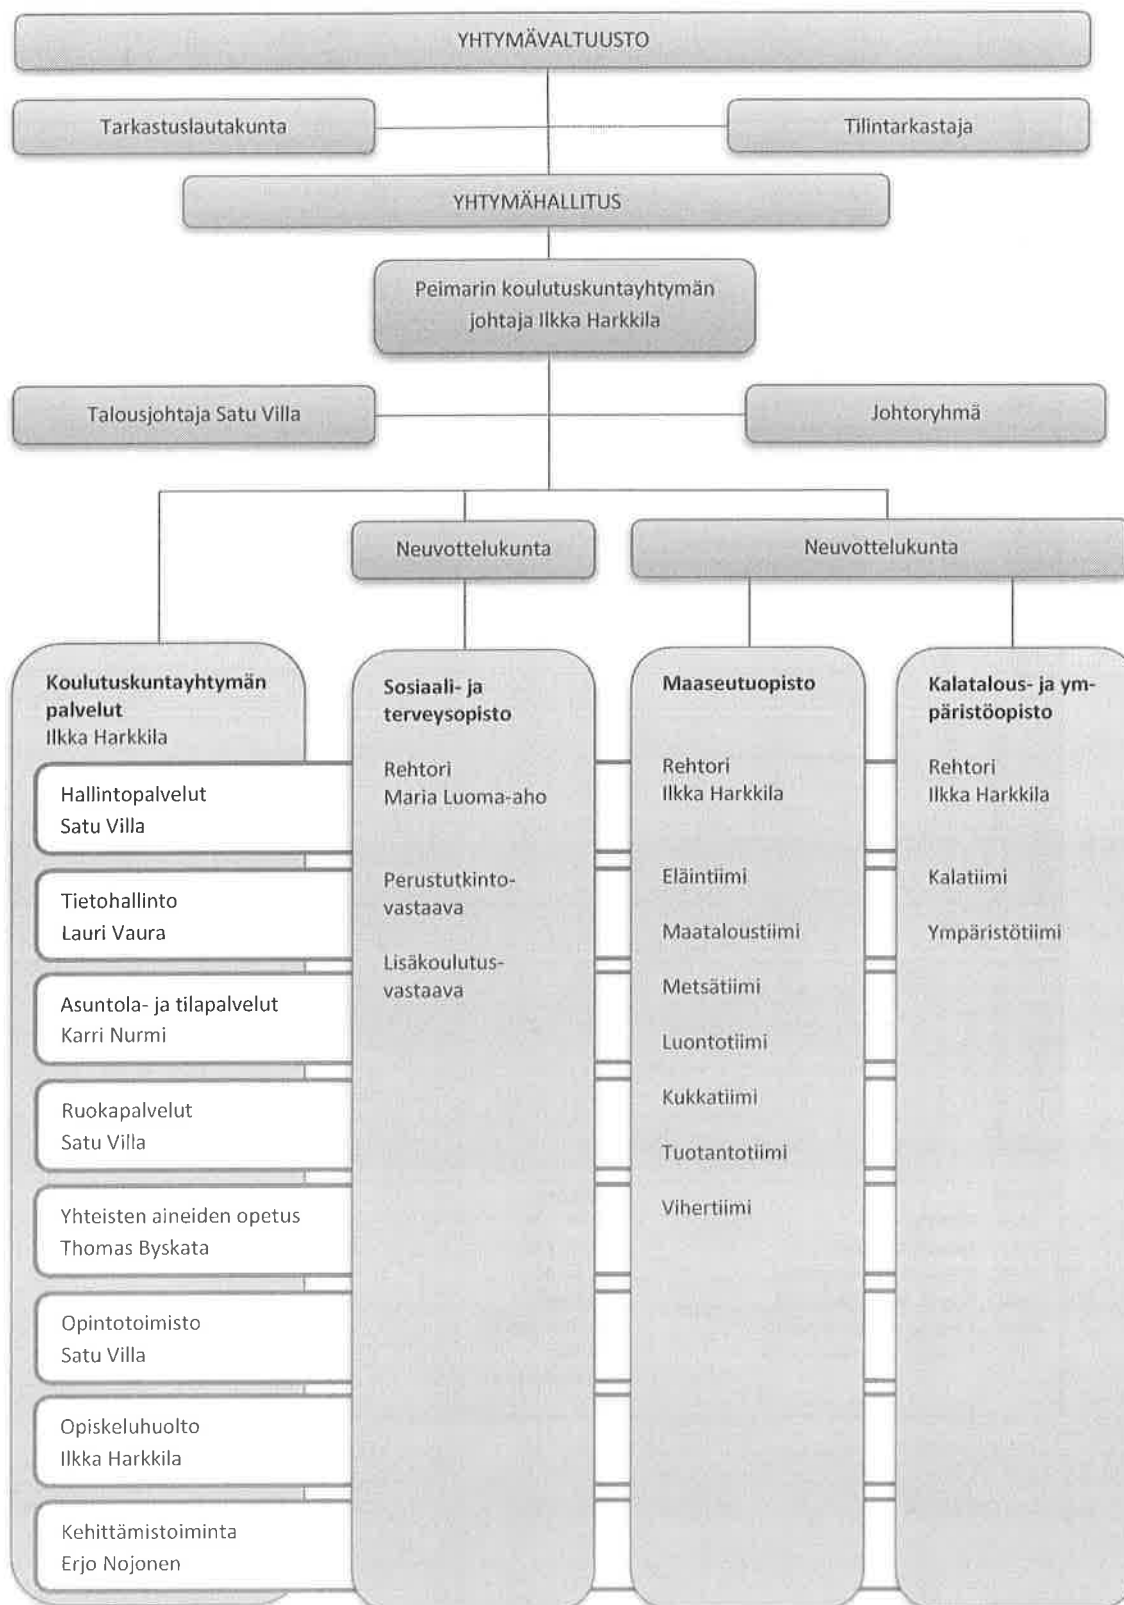 YHTYMÄVALTUUSTO
Tarkastuslautakunta
Tilintarkastaja
YHTYMÄHALLITUS
Peimarin koulutuskuntayhtymän
johtaja Ilkka Harkkila
Talousjohtaja Satu Villa
Johtoryhmä
Neuvottelukunta
Neuvottelukunta
Koulutuskuntayhtymän
palvelut
Ilkka Harkkila
Hallintopalvelut
Satu Villa
Tietohallinto
Lauri Vaura
Asuntola- ja tilapalvelut
Karri Nurmi
Ruokapalvelut
Satu Villa
Yhteisten aineiden opetus
Thomas Byskata
Opintotoimisto
Satu Villa
Opiskeluhuolto
Ilkka Harkkila
Kehittämistoiminta
Erjo Nojonen
Sosiaali- ja
terveysopisto
Rehtori
Maria Luoma-aho
Perustutkinto-
vastaava
Lisäkoulutus-
vastaava
Maaseutuopisto
Rehtori
Ilkka Harkkila
Eläintiimi
Maataloustiimi
Metsätiimi
Luontotiimi
Kukkatiimi
Tuotantotiimi
Vihertiimi
Kalatalous- ja ym-
päristöopisto
Rehtori
Ilkka Harkkila
Kalatiimi
Ympäristötiimi